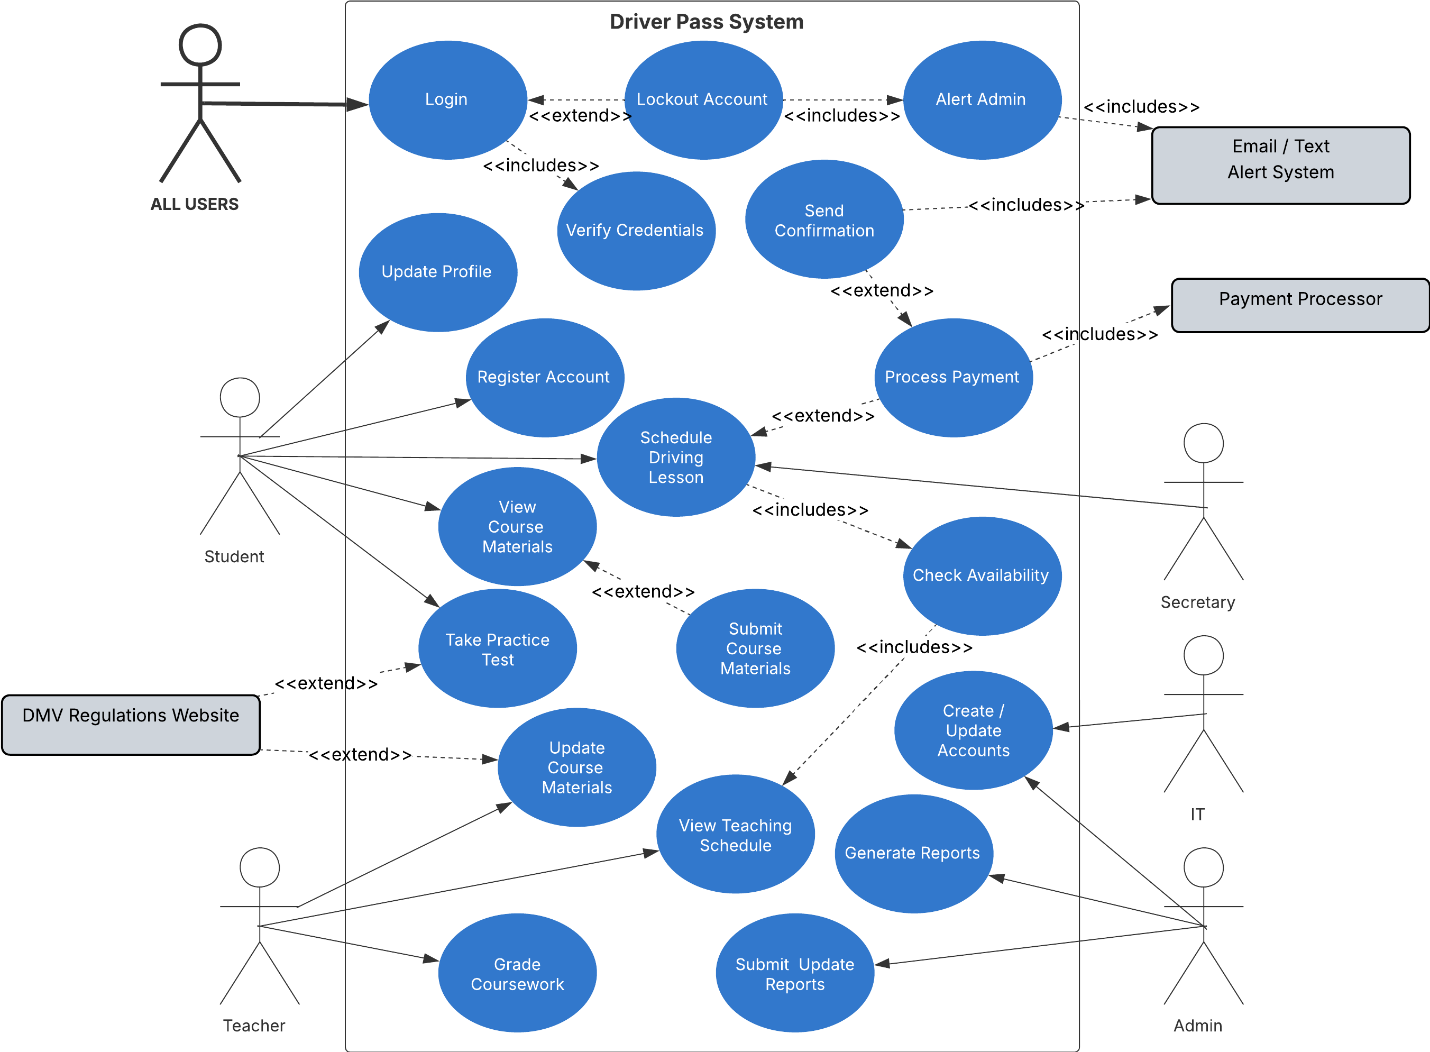 Driver Pass System
Login
Lockout Account
Alert Admin
<<extend>>
<<includes>>
<<includes>>
Email / Text
Alert System
<<includes>>
ALL USERS
Verify Credentials
Send
Confirmation
<<includes>>
Update Profile
<<extend>>
Payment Processor
<<includes>>
Register Account
Process Payment
<<extend>>
Schedule
Driving
Lesson
View
Course
Materials
<<includes>>
Student
Check Availability
<<extend>>
Secretary
Take Practice
Test
Submit
Course
Materials
<<includes>>
<<extend>>
DMV Regulations Website
<<extend>>
Create /
Update
Accounts
Update
Course
Materials
IT
View Teaching
Schedule
Generate Reports
Grade
Coursework
Submit  Update
Reports
Teacher
Admin